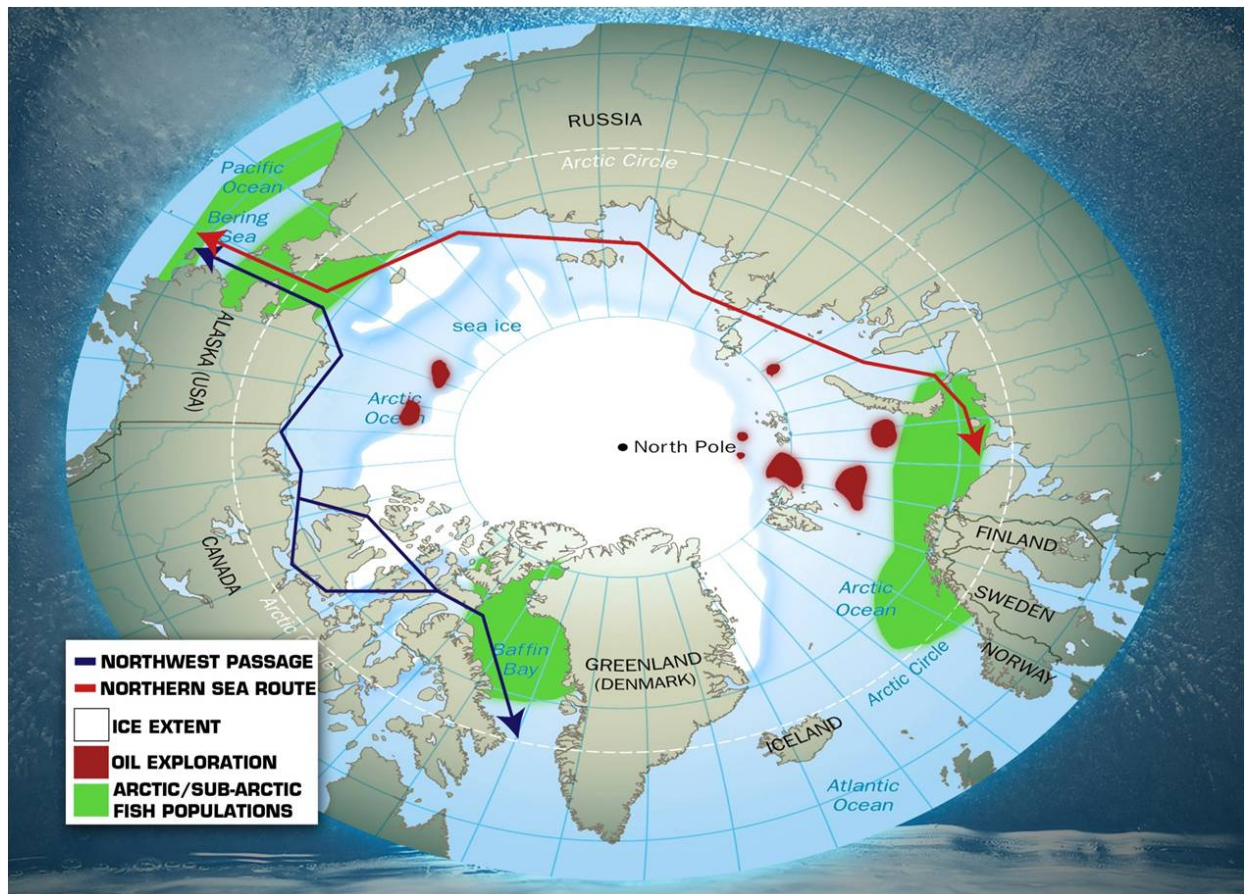 RUSSIA
Arctic Circle
Pacific
Ocean
Bering
Sea
sea ice
ALASKA (USA)
Arctic
Ocean
North Pole
CANADA
FINLAND
SWEDEN
NORWAY
Arctic
Ocean
Arctic Circle
Arctic Circle
Baffin
Bay
GREENLAND
(DENMARK)
ICELAND
Atlantic
Ocean
NORTHWEST PASSAGE
NORTHERN SEA ROUTE
ICE EXTENT
OIL EXPLORATION
ARCTIC/SUB-ARCTIC
FISH POPULATIONS